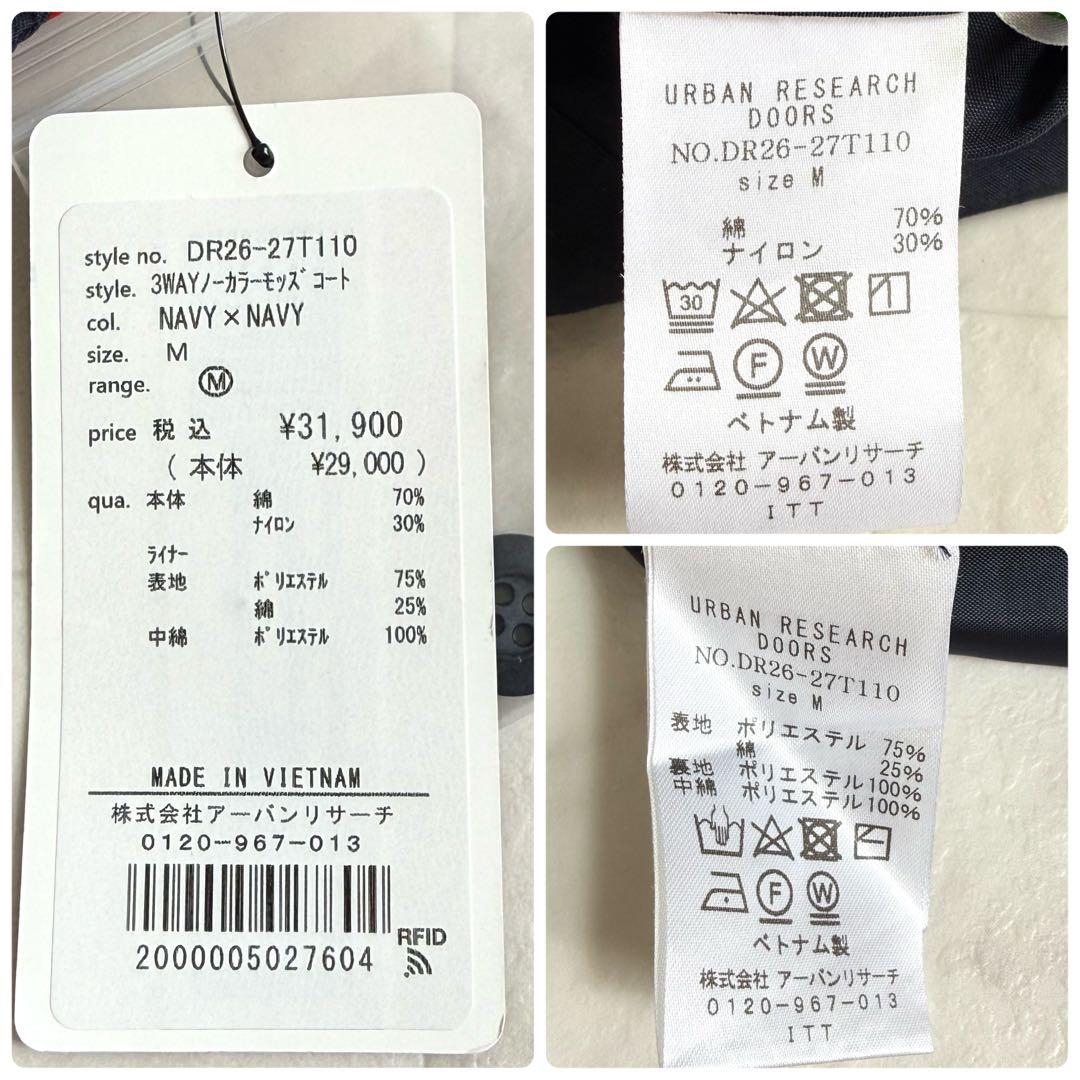 style no. DR26-27T110
style. 3WAYﾉｰｶﾗｰﾓｯｽﾞｺｰﾄ
col. NAVY×NAVY
size. M
range. Ⓜ
price 税込 ¥31,900
(本体 ¥29,000)
qua. 本体 綿 70%
ﾅｲﾛﾝ 30%
ﾗｲﾅｰ
表地 ﾎﾟﾘｴｽﾃﾙ 75%
綿 25%
中綿 ﾎﾟﾘｴｽﾃﾙ 100%
MADE IN VIETNAM
株式会社アーバンリサーチ
0120-967-013
RFID
2000005027604
URBAN RESEARCH
DOORS
NO.DR26-27T110
size M
綿 70%
ナイロン 30%
30
F W
ベトナム製
株式会社 アーバンリサーチ
0120-967-013
ITT
URBAN RESEARCH
DOORS
NO.DR26-27T110
size M
表地 ポリエステル 75%
綿 25%
裏地 ポリエステル100%
中綿 ポリエステル100%
F W
ベトナム製
株式会社 アーバンリサーチ
0120-967-013
ITT